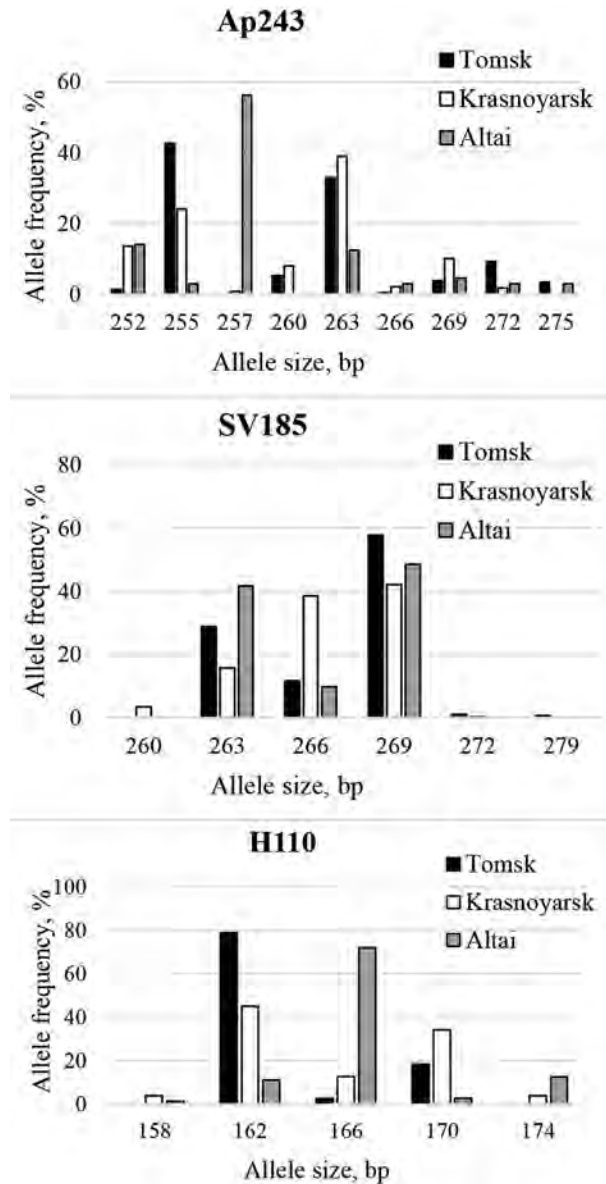 Ap243
Tomsk
Krasnoyarsk
Altai
Allele frequency, %
60
40
20
0
252 255 257 260 263 266 269 272 275
Allele size, bp
SV185
Tomsk
Krasnoyarsk
Altai
Allele frequency, %
80
60
40
20
0
260 263 266 269 272 279
Allele size, bp
H110
Tomsk
Krasnoyarsk
Altai
Allele frequency, %
100
80
60
40
20
0
158 162 166 170 174
Allele size, bp